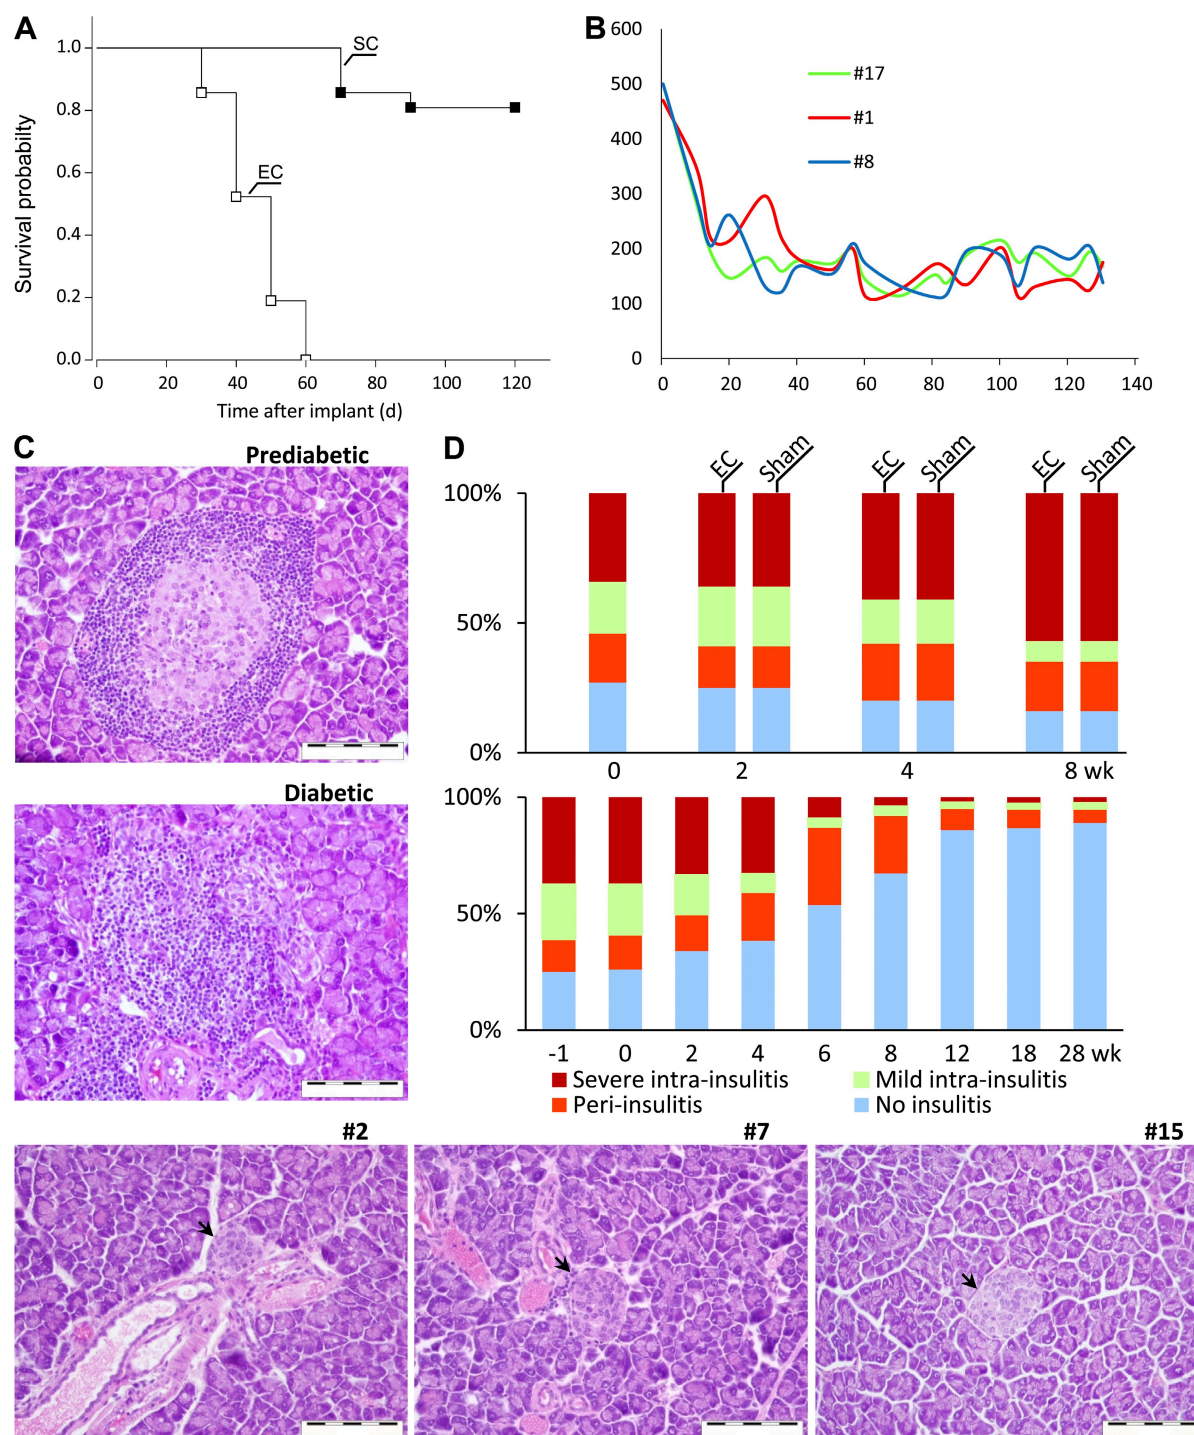 A
Survival probabilty
1.0
0.8
0.6
0.4
0.2
0.0
SC
EC
0 20 40 60 80 100 120
Time after implant (d)
B
600
500
400
300
200
100
0
#17
#1
#8
0 20 40 60 80 100 120 140
C
Prediabetic
Diabetic
D
EC Sham EC Sham EC Sham
100%
50%
0%
0 2 4 8 wk
100%
50%
0%
-1 0 2 4 6 8 12 18 28 wk
Severe intra-insulitis Mild intra-insulitis
Peri-insulitis No insulitis
#2 #7 #15